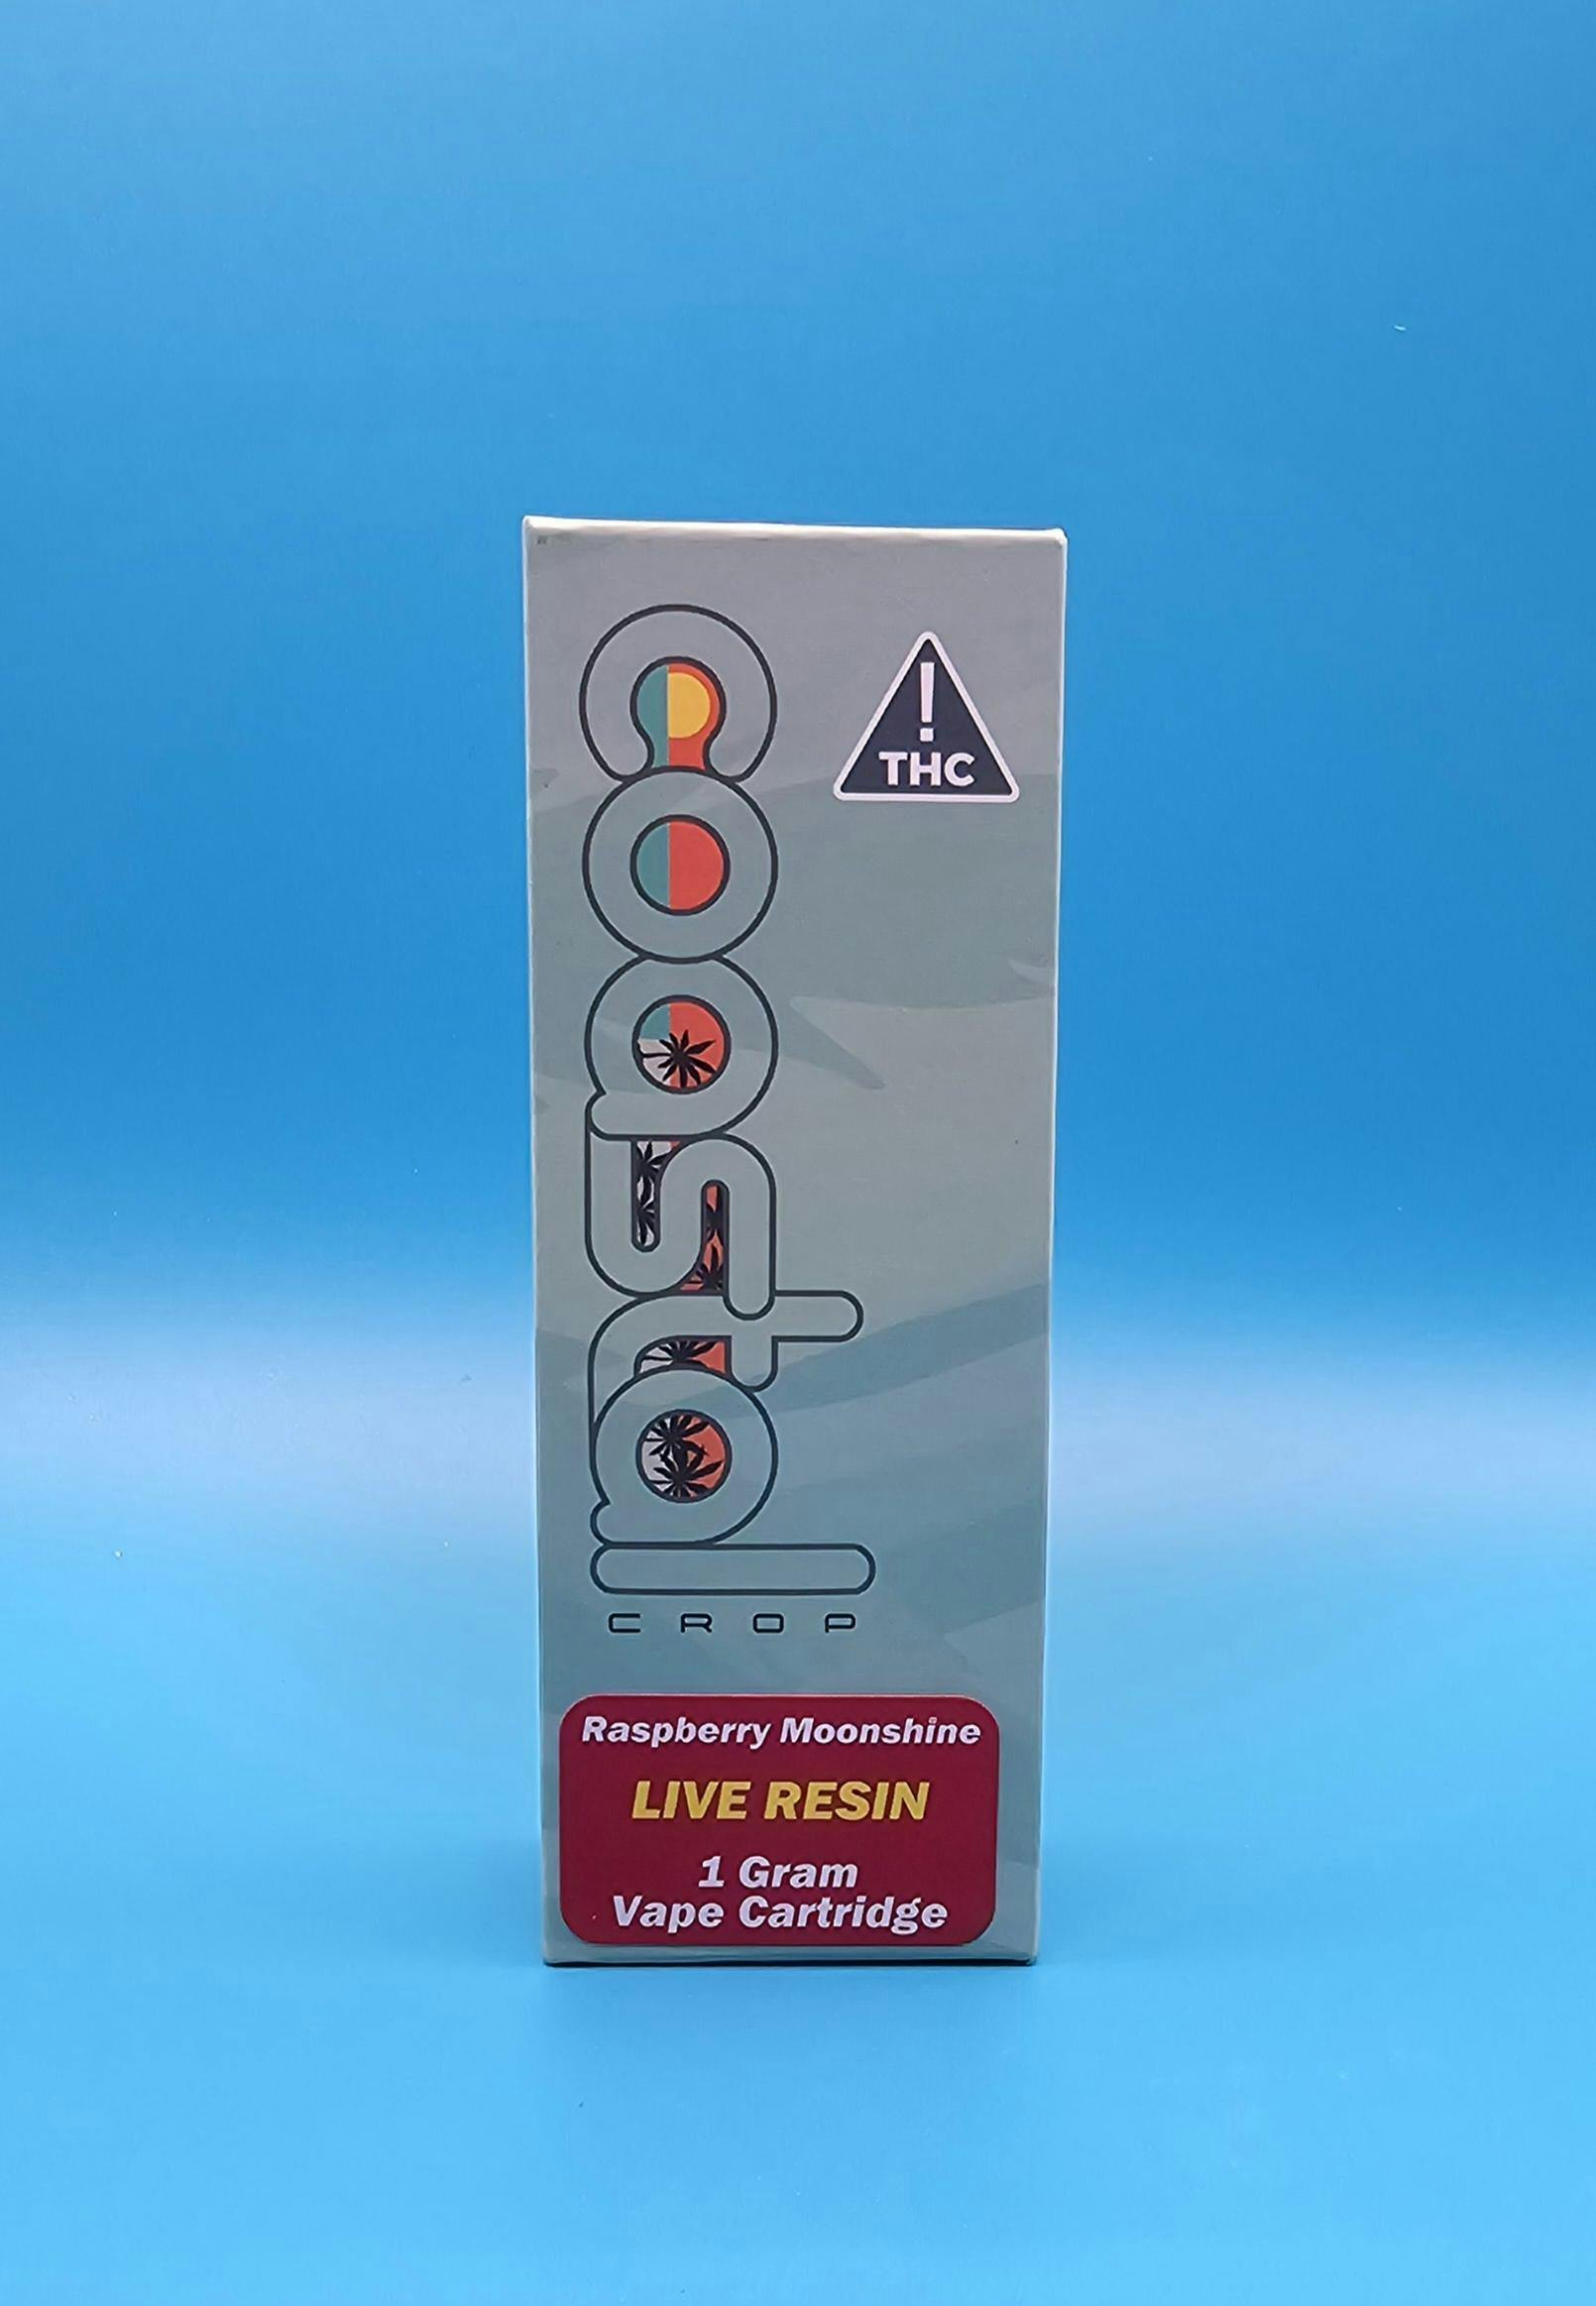 Coastal
CROP
!
THC
Raspberry Moonshine
LIVE RESIN
1 Gram
Vape Cartridge